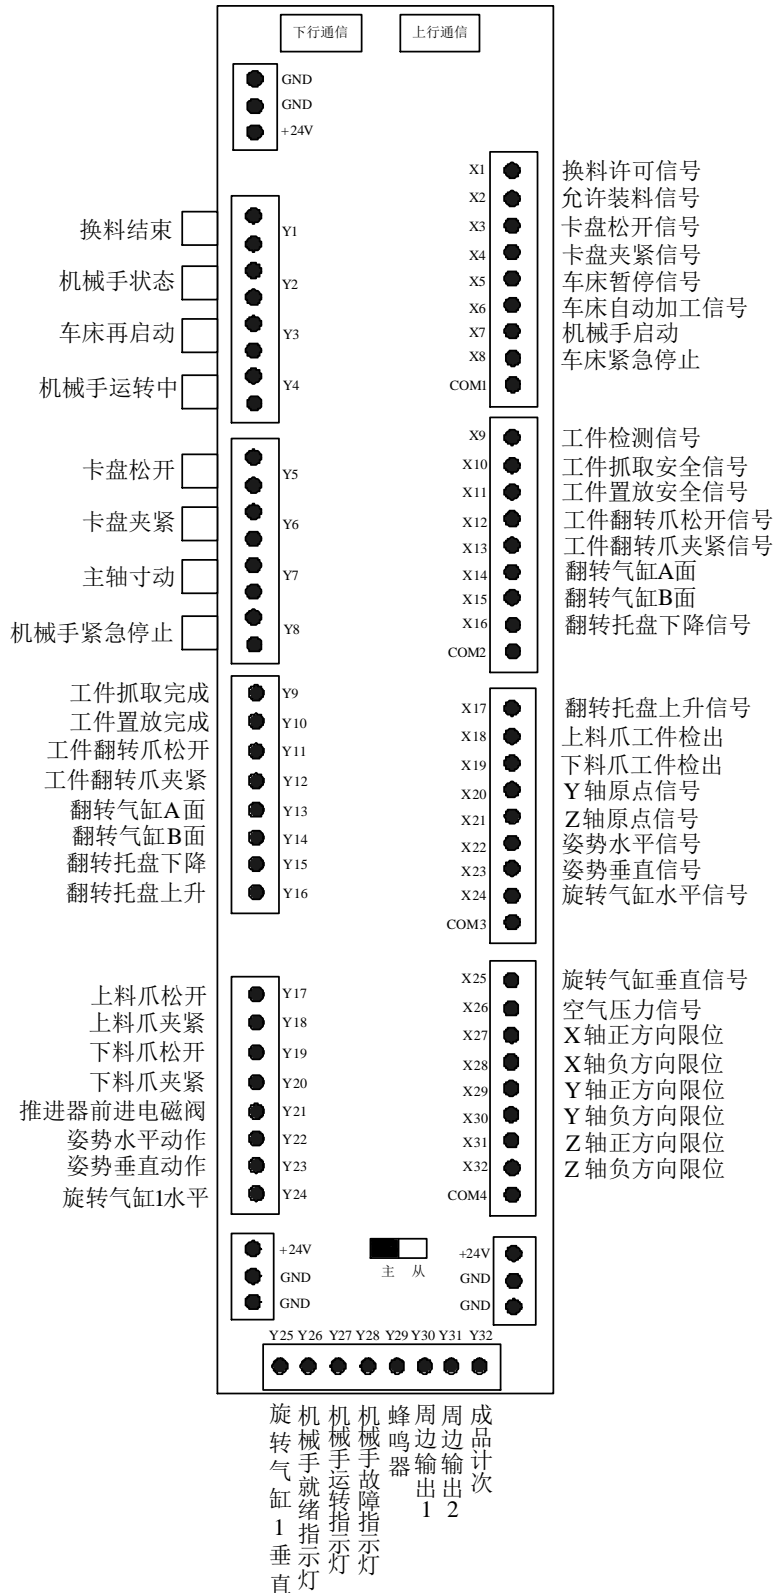 下行通信 上行通信
GND
GND
+24V
X1 换料许可信号
X2 允许装料信号
X3 卡盘松开信号
X4 卡盘夹紧信号
X5 车床暂停信号
X6 车床自动加工信号
X7 机械手启动
X8 车床紧急停止
COM1
换料结束 Y1
机械手状态 Y2
车床再启动 Y3
机械手运转中 Y4
X9 工件检测信号
X10 工件抓取安全信号
X11 工件置放安全信号
X12 工件翻转爪松开信号
X13 工件翻转爪夹紧信号
X14 翻转气缸A面
X15 翻转气缸B面
X16 翻转托盘下降信号
COM2
卡盘松开 Y5
卡盘夹紧 Y6
主轴寸动 Y7
机械手紧急停止 Y8
工件抓取完成 Y9
工件置放完成 Y10
工件翻转爪松开 Y11
工件翻转爪夹紧 Y12
翻转气缸A面 Y13
翻转气缸B面 Y14
翻转托盘下降 Y15
翻转托盘上升 Y16
X17 翻转托盘上升信号
X18 上料爪工件检出
X19 下料爪工件检出
X20 Y轴原点信号
X21 Z轴原点信号
X22 姿势水平信号
X23 姿势垂直信号
X24 旋转气缸水平信号
COM3
上料爪松开 Y17
上料爪夹紧 Y18
下料爪松开 Y19
下料爪夹紧 Y20
推进器前进电磁阀 Y21
姿势水平动作 Y22
姿势垂直动作 Y23
旋转气缸1水平 Y24
X25 旋转气缸垂直信号
X26 空气压力信号
X27 X轴正方向限位
X28 X轴负方向限位
X29 Y轴正方向限位
X30 Y轴负方向限位
X31 Z轴正方向限位
X32 Z轴负方向限位
COM4
+24V
GND
GND
主 从
+24V
GND
GND
Y25 Y26 Y27 Y28 Y29 Y30 Y31 Y32
旋转气缸1垂直
机械手就绪指示灯
机械手运转指示灯
机械手故障指示灯
蜂鸣器
周边输出1
周边输出2
成品计次